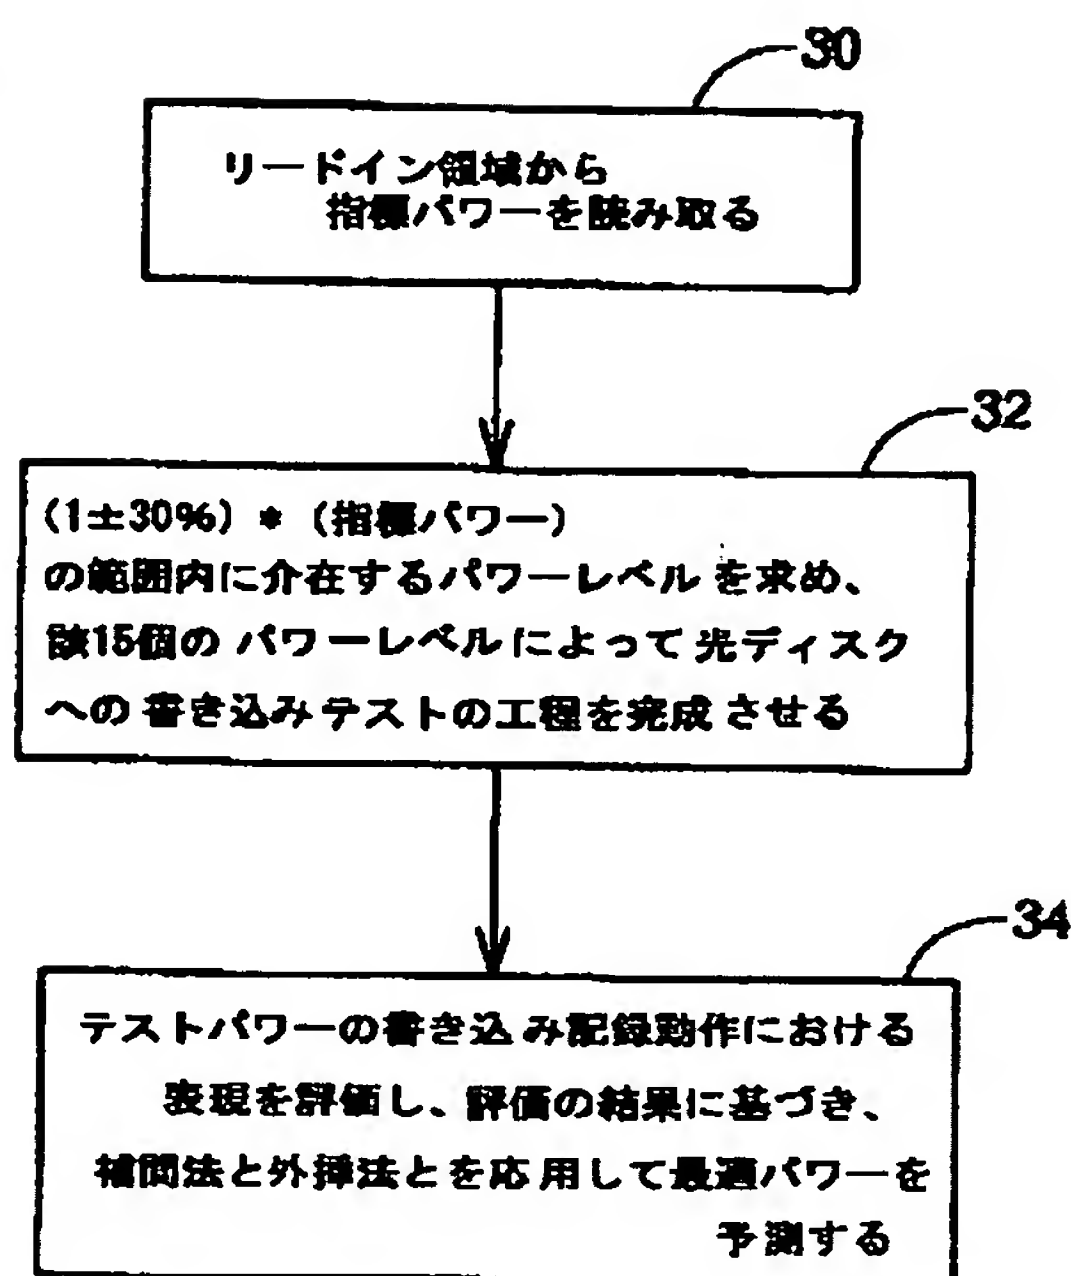 30
リードイン領域から
指標パワーを読み取る
32
(1±30%) * (指標パワー)
の範囲内に介在するパワーレベルを求め、
該15個のパワーレベルによって光ディスク
への書き込みテストの工程を完成させる
34
テストパワーの書き込み記録動作における
表現を評価し、評価の結果に基づき、
補間法と外挿法とを応用して最適パワーを
予測する